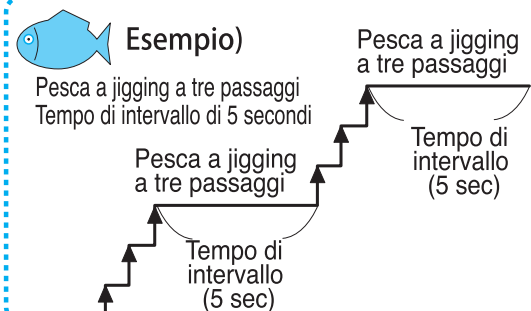 Esempio)
Pesca a jigging a tre passaggi
Tempo di intervallo di 5 secondi
Pesca a jigging
a tre passaggi
Tempo di
intervallo
(5 sec)
Pesca a jigging
a tre passaggi
Tempo di
intervallo
(5 sec)